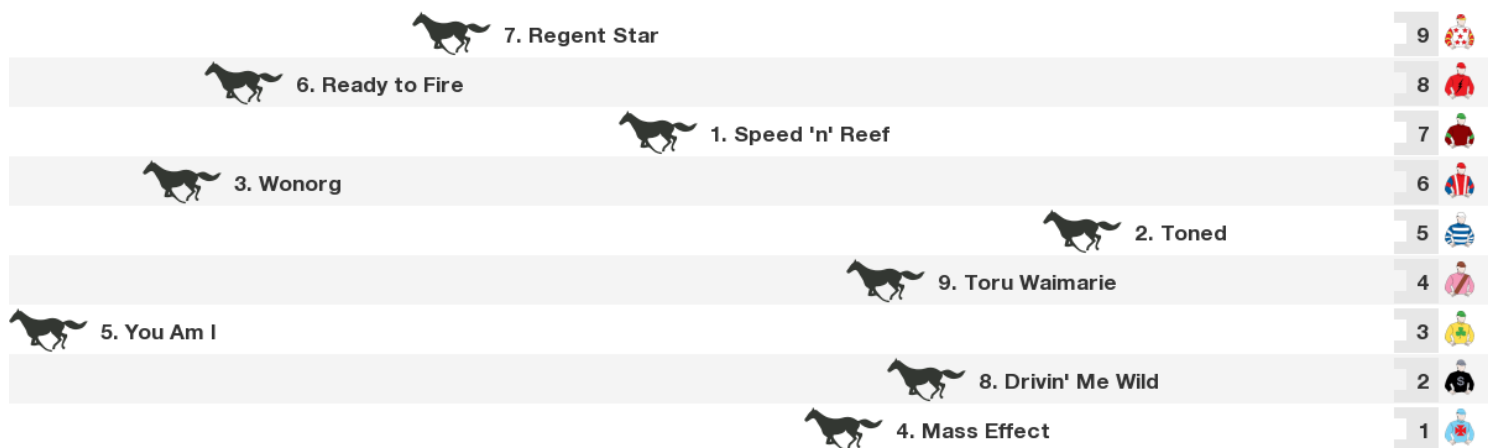 7. Regent Star 9
6. Ready to Fire 8
1. Speed 'n' Reef 7
3. Wonorg 6
2. Toned 5
9. Toru Waimarie 4
5. You Am I 3
8. Drivin' Me Wild 2 S
4. Mass Effect 1